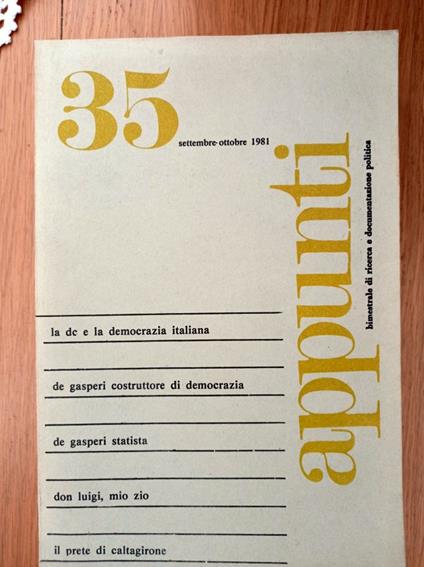 35
settembre-ottobre 1981
appunti
bimestrale di ricerca e documentazione politica
la dc e la democrazia italiana
de gasperi costruttore di democrazia
de gasperi statista
don luigi, mio zio
il prete di caltagirone